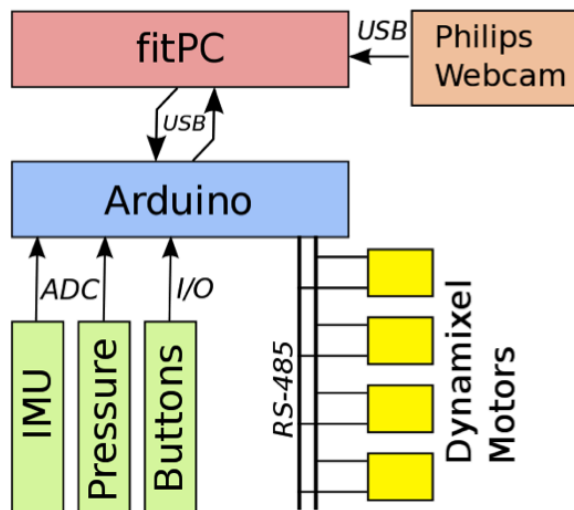 fitPC
USB
Philips
Webcam
USB
Arduino
ADC
I/O
IMU
Pressure
Buttons
RS-485
Dynamixel
Motors